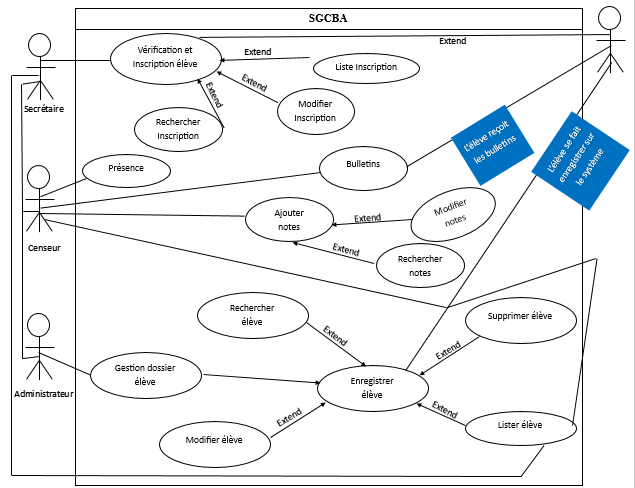 SGCBA
Vérification et
Inscription élève
Extend
Extend
Liste Inscription
Extend
Extend
Modifier
Inscription
Rechercher
Inscription
Secrétaire
L'élève reçoit
les bulletins
L'élève se fait
enregistrer sur
le système
Présence
Bulletins
Censeur
Ajouter
notes
Extend
Modifier
notes
Extend
Rechercher
notes
Rechercher
élève
Extend
Supprimer élève
Extend
Administrateur
Gestion dossier
élève
Enregistrer
élève
Extend
Extend
Lister élève
Modifier élève